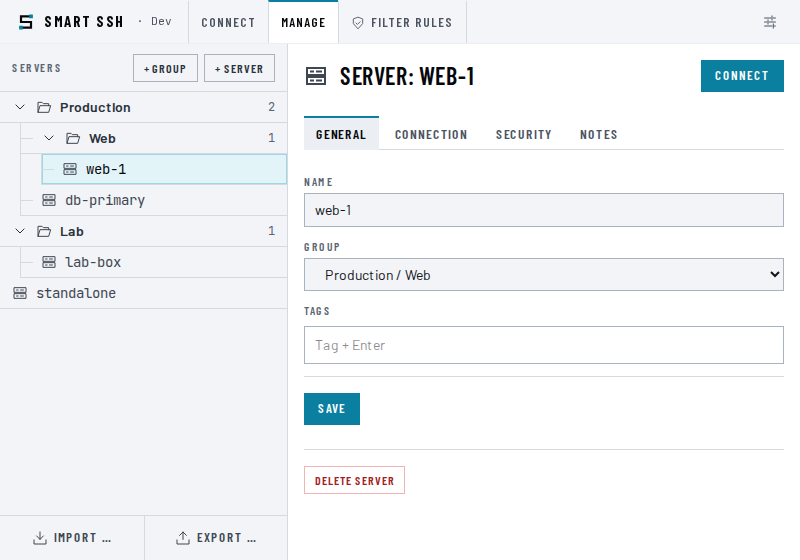 SMART SSH · Dev CONNECT MANAGE FILTER RULES
SERVERS + GROUP + SERVER
Production 2
Web 1
web-1
db-primary
Lab 1
lab-box
standalone
IMPORT ... EXPORT ...
SERVER: WEB-1 CONNECT
GENERAL CONNECTION SECURITY NOTES
NAME
web-1
GROUP
Production / Web
TAGS
Tag + Enter
SAVE
DELETE SERVER